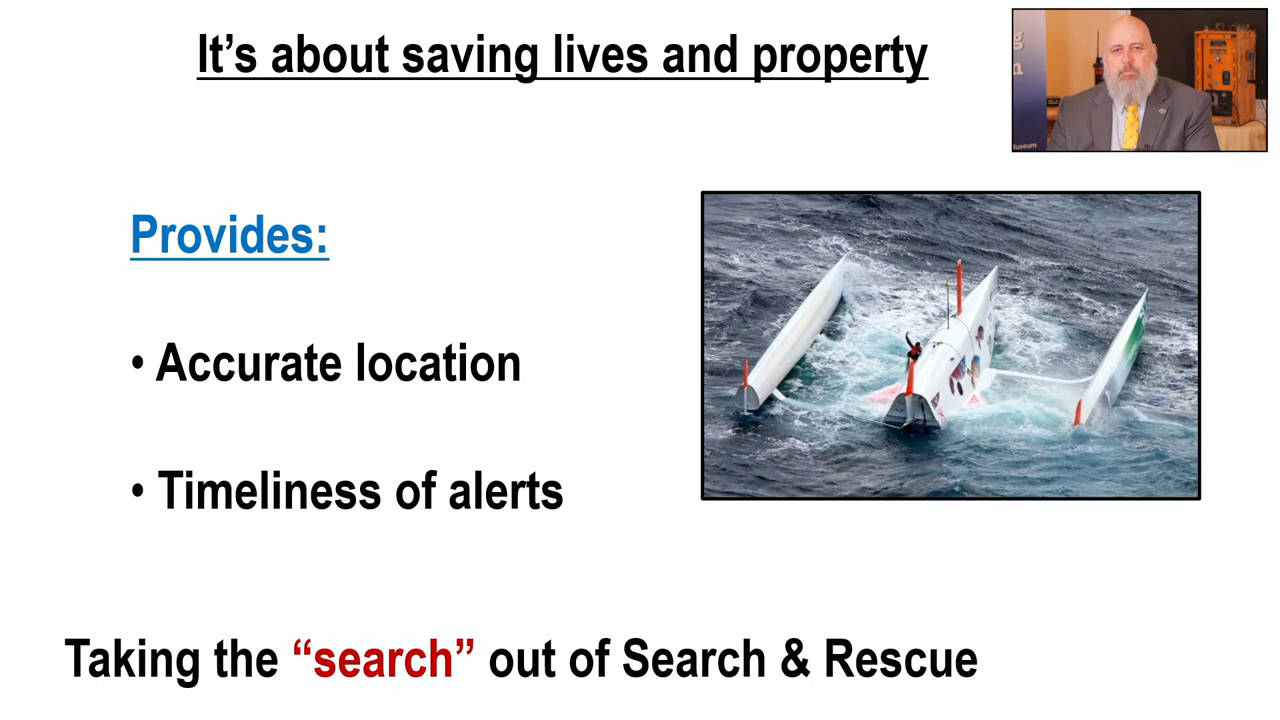 It's about saving lives and property
Provides:
• Accurate location
• Timeliness of alerts
Taking the “search” out of Search & Rescue
g
n
Museum